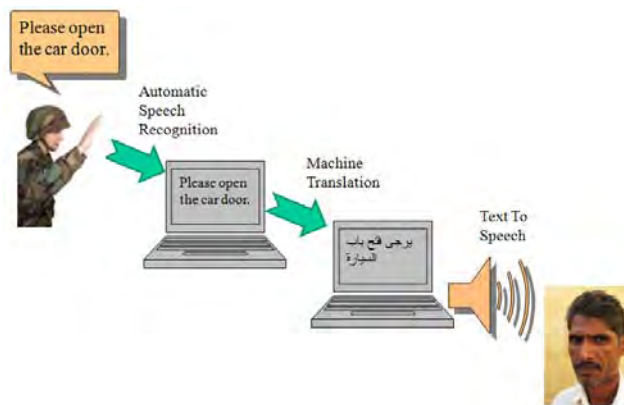 Please open
the car door.
Automatic
Speech
Recognition
Please open
the car door.
Machine
Translation
يرجى فتح باب
السيارة
Text To
Speech